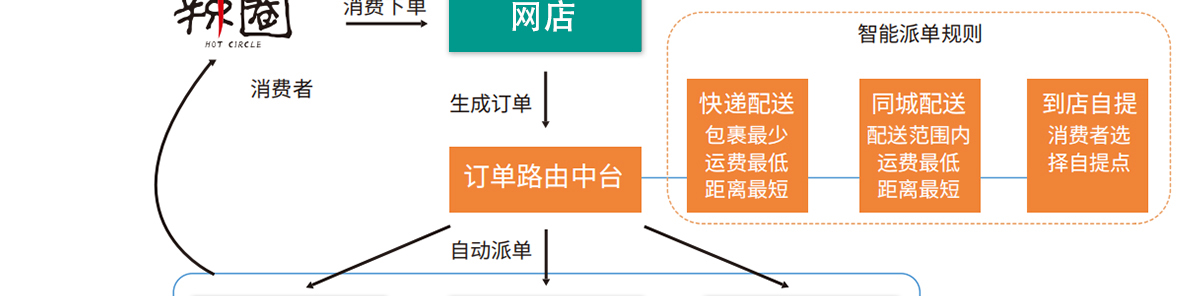 辣圈
HOT CIRCLE
消费者
消费下单
网店
生成订单
订单路由中台
自动派单
智能派单规则
快递配送
包裹最少
运费最低
距离最短
同城配送
配送范围内
运费最低
距离最短
到店自提
消费者选
择自提点